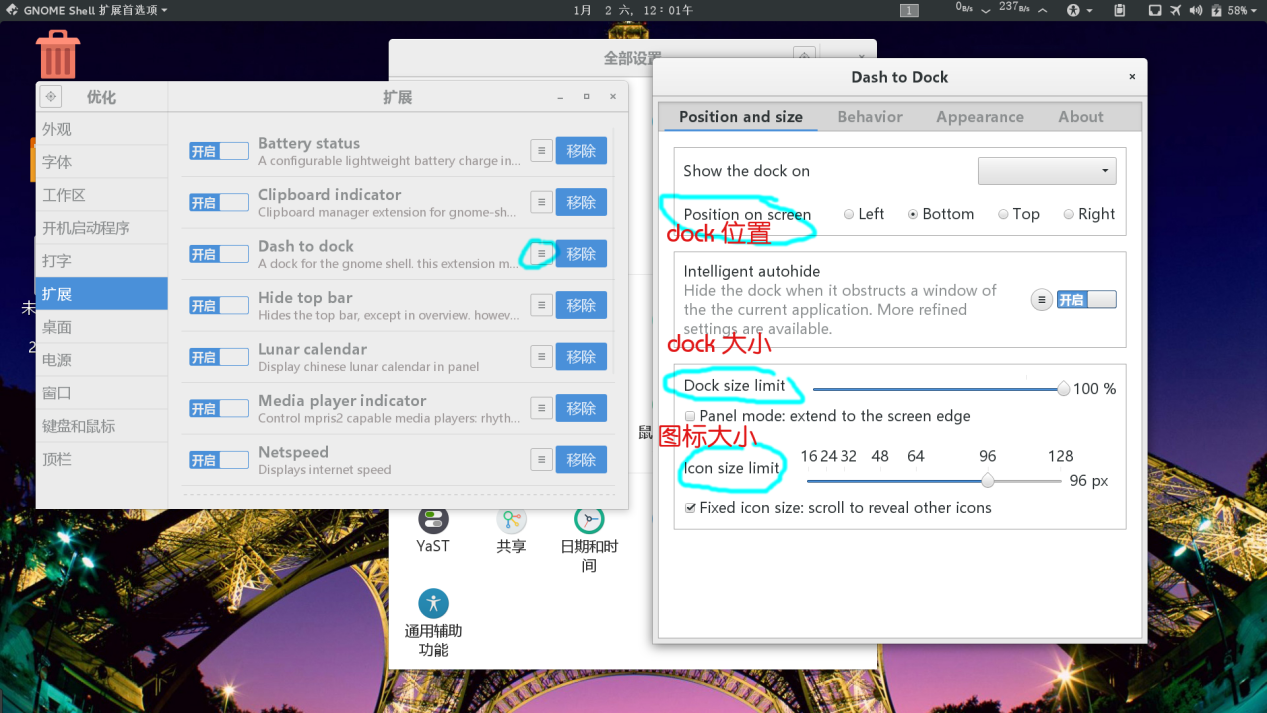 GNOME Shell 扩展首选项
1月 2 六, 12:01午
1
0B/s
237B/s
58%
全部设置
优化
扩展
外观
字体
工作区
开机启动程序
打字
扩展
桌面
电源
窗口
键盘和鼠标
顶栏
开启
Battery status
A configurable lightweight battery charge in...
移除
开启
Clipboard indicator
Clipboard manager extension for gnome-sh...
移除
开启
Dash to dock
A dock for the gnome shell. this extension m...
移除
开启
Hide top bar
Hides the top bar, except in overview. howev...
移除
开启
Lunar calendar
Display chinese lunar calendar in panel
移除
开启
Media player indicator
Control mpris2 capable media players: rhyth...
移除
开启
Netspeed
Displays internet speed
移除
未
2
鼠
YaST
共享
日期和时
间
通用辅助
功能
Dash to Dock
Position and size
Behavior
Appearance
About
Show the dock on
Position on screen
Left
Bottom
Top
Right
dock 位置
Intelligent autohide
Hide the dock when it obstructs a window of
the the current application. More refined
settings are available.
开启
dock 大小
Dock size limit
100 %
Panel mode: extend to the screen edge
图标大小
Icon size limit
16 24 32 48 64 96 128
96 px
Fixed icon size: scroll to reveal other icons